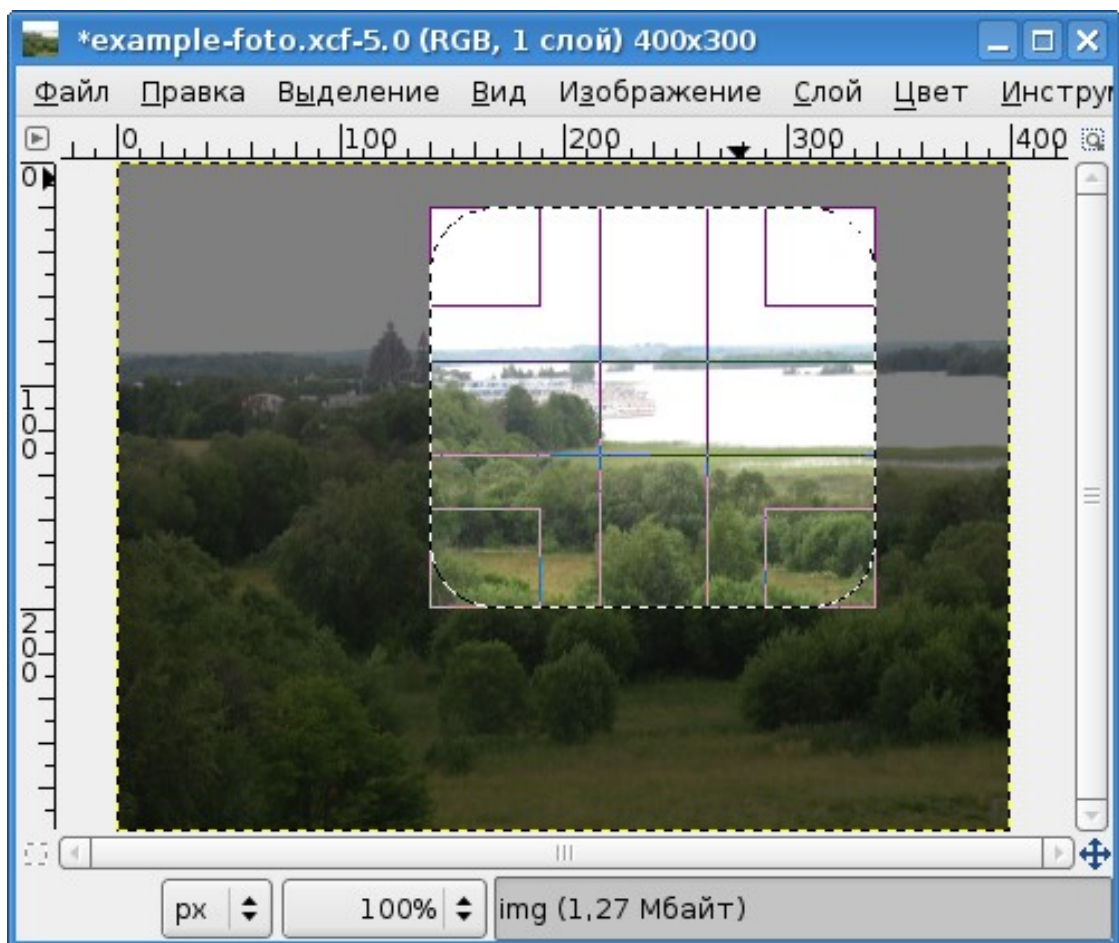 *example-foto.xcf-5.0 (RGB, 1 слой) 400x300
Файл Правка Выделение Вид Изображение Слой Цвет Инструм
0 100 200 300 400
0
100
200
px 100% img (1,27 Мбайт)